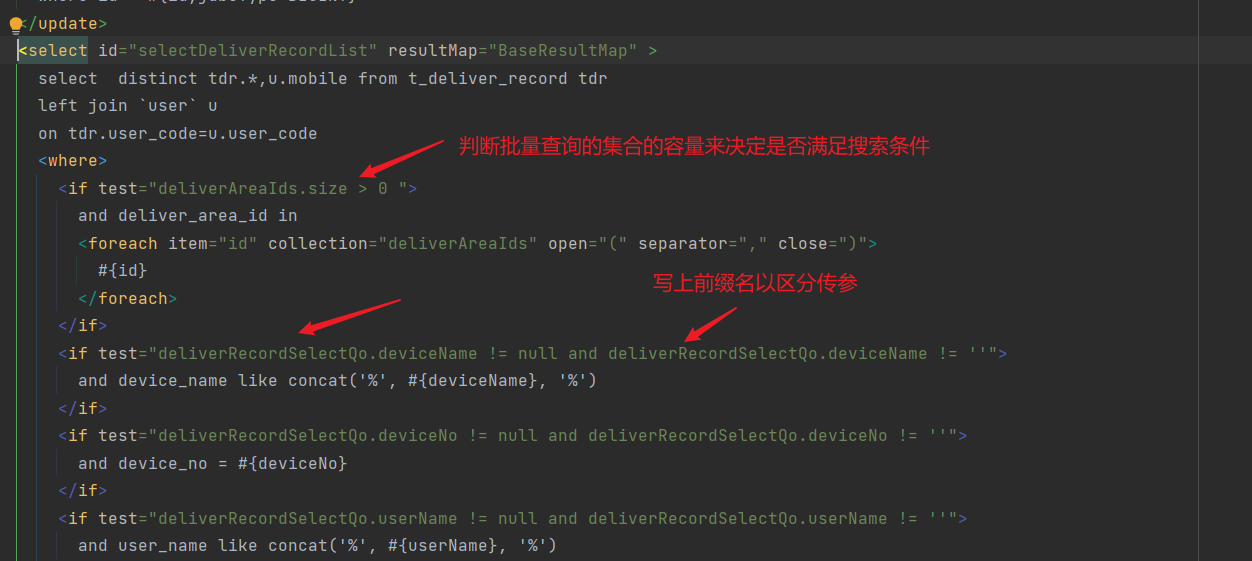 </update>
<select id="selectDeliverRecordList" resultMap="BaseResultMap" >
select  distinct tdr.*,u.mobile from t_deliver_record tdr
left join `user` u
on tdr.user_code=u.user_code
判断批量查询的集合的容量来决定是否满足搜索条件
<where>
<if test="deliverAreaIds.size > 0 ">
and deliver_area_id in
<foreach item="id" collection="deliverAreaIds" open="(" separator="," close=")">
#{id}
写上前缀名以区分传参
</foreach>
</if>
<if test="deliverRecordSelectQo.deviceName != null and deliverRecordSelectQo.deviceName != ''">
and device_name like concat('%', #{deviceName}, '%')
</if>
<if test="deliverRecordSelectQo.deviceNo != null and deliverRecordSelectQo.deviceNo != ''">
and device_no = #{deviceNo}
</if>
<if test="deliverRecordSelectQo.userName != null and deliverRecordSelectQo.userName != ''">
and user_name like concat('%', #{userName}, '%')